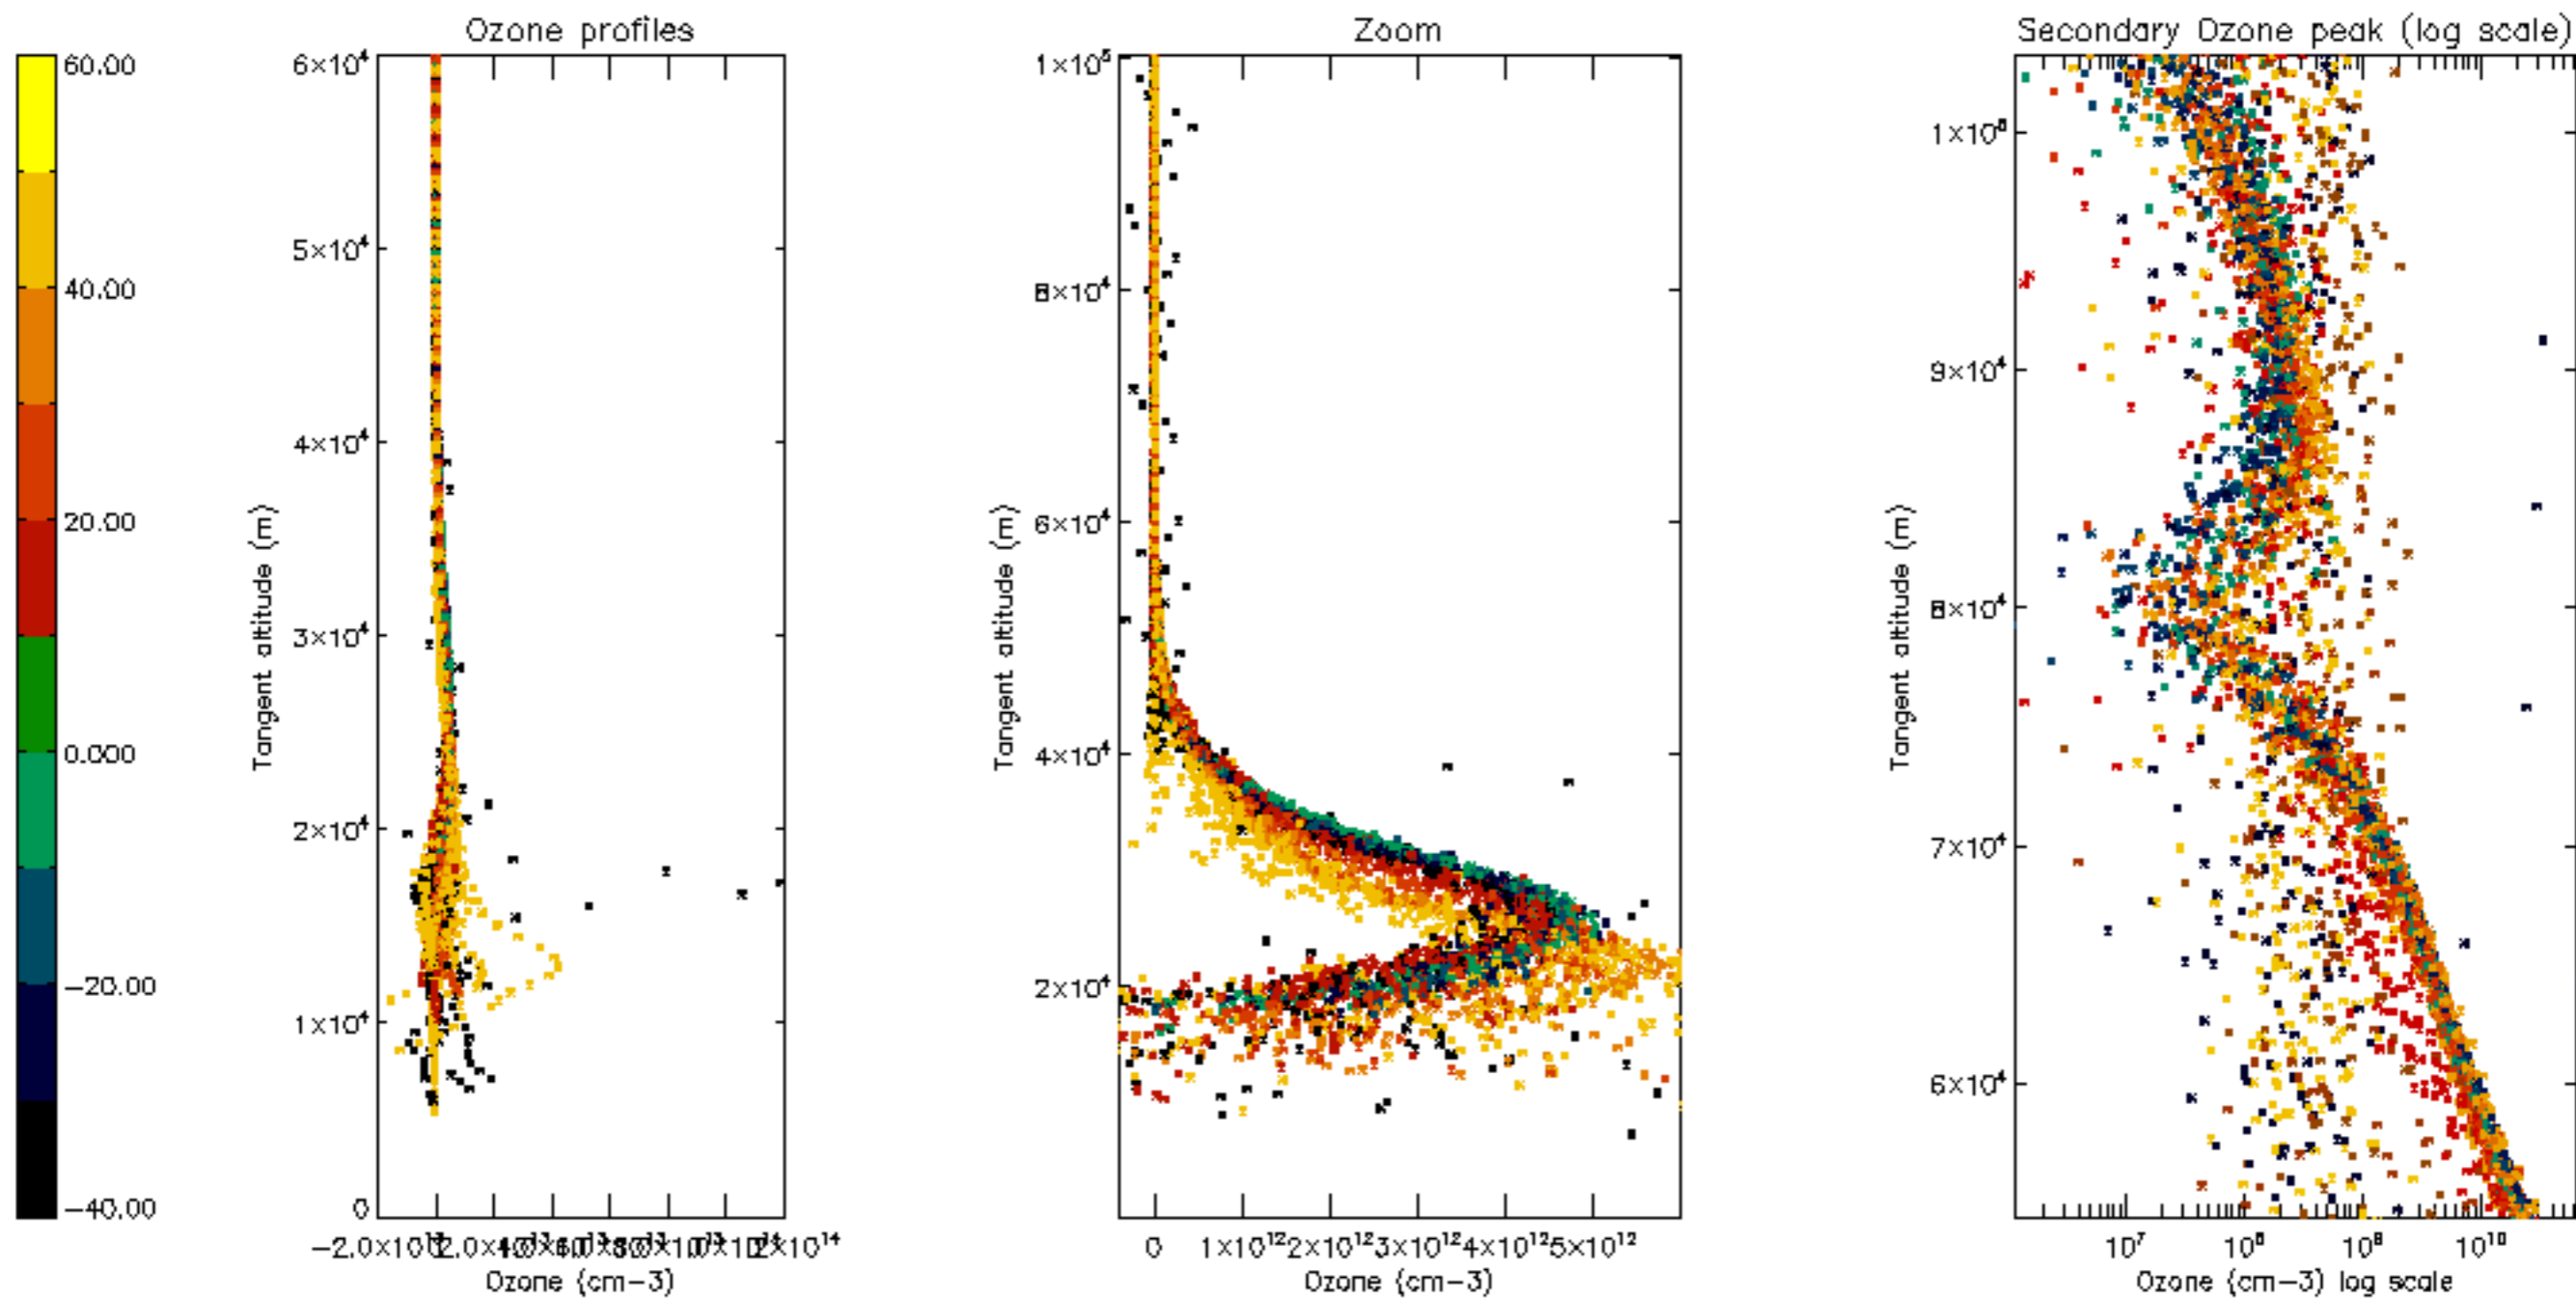 Ozone profiles
Zoom
Secondary Ozone peak (log scale)
60.00
40.00
20.00
0.000
−20.00
−40.00
6×10⁴
5×10⁴
4×10⁴
3×10⁴
2×10⁴
1×10⁴
0
Tangent altitude (m)
Ozone (cm−3)
1×10⁵
8×10⁴
6×10⁴
4×10⁴
2×10⁴
Tangent altitude (m)
0 1×10¹² 2×10¹² 3×10¹² 4×10¹² 5×10¹²
Ozone (cm−3)
9×10⁴
8×10⁴
7×10⁴
6×10⁴
Tangent altitude (m)
10⁷ 10⁸ 10⁹ 10¹⁰
Ozone (cm−3) log scale